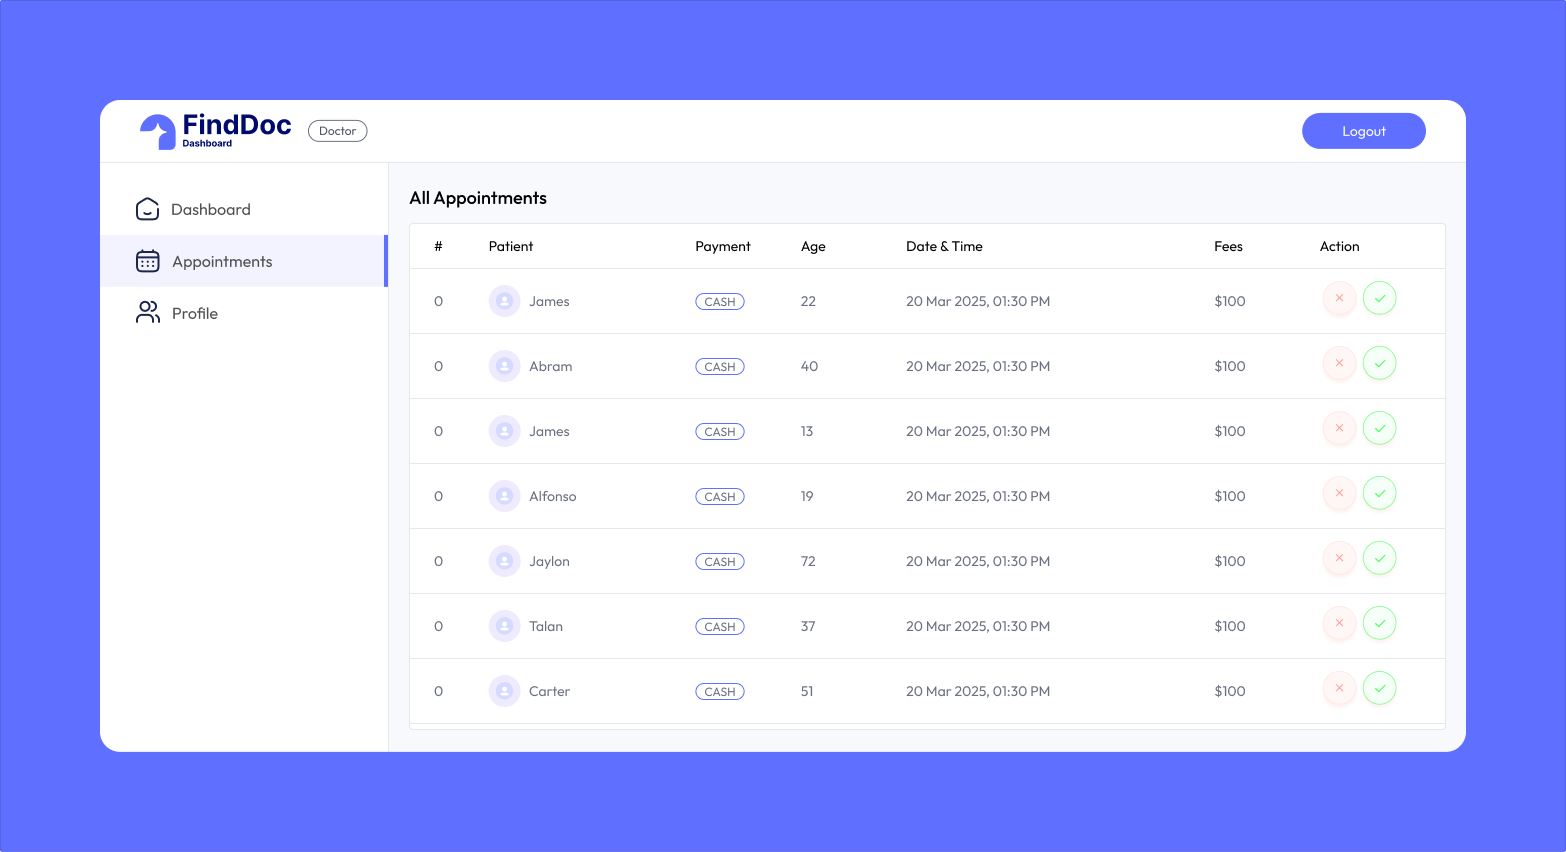 FindDoc
Dashboard
Doctor
Logout
Dashboard
Appointments
Profile
All Appointments
# Patient Payment Age Date & Time Fees Action
0 James CASH 22 20 Mar 2025, 01:30 PM $100
0 Abram CASH 40 20 Mar 2025, 01:30 PM $100
0 James CASH 13 20 Mar 2025, 01:30 PM $100
0 Alfonso CASH 19 20 Mar 2025, 01:30 PM $100
0 Jaylon CASH 72 20 Mar 2025, 01:30 PM $100
0 Talan CASH 37 20 Mar 2025, 01:30 PM $100
0 Carter CASH 51 20 Mar 2025, 01:30 PM $100